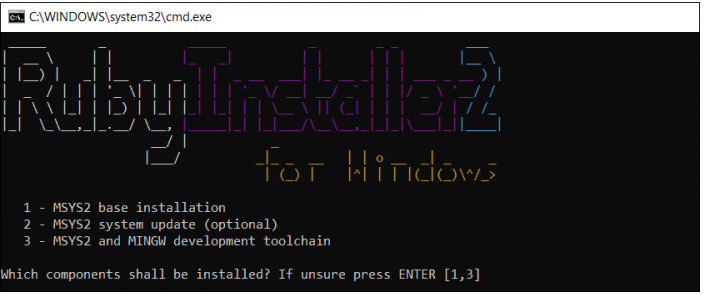 C:\WINDOWS\system32\cmd.exe
RubyInstaller2
for Windows
1 - MSYS2 base installation
2 - MSYS2 system update (optional)
3 - MSYS2 and MINGW development toolchain
Which components shall be installed? If unsure press ENTER [1,3]